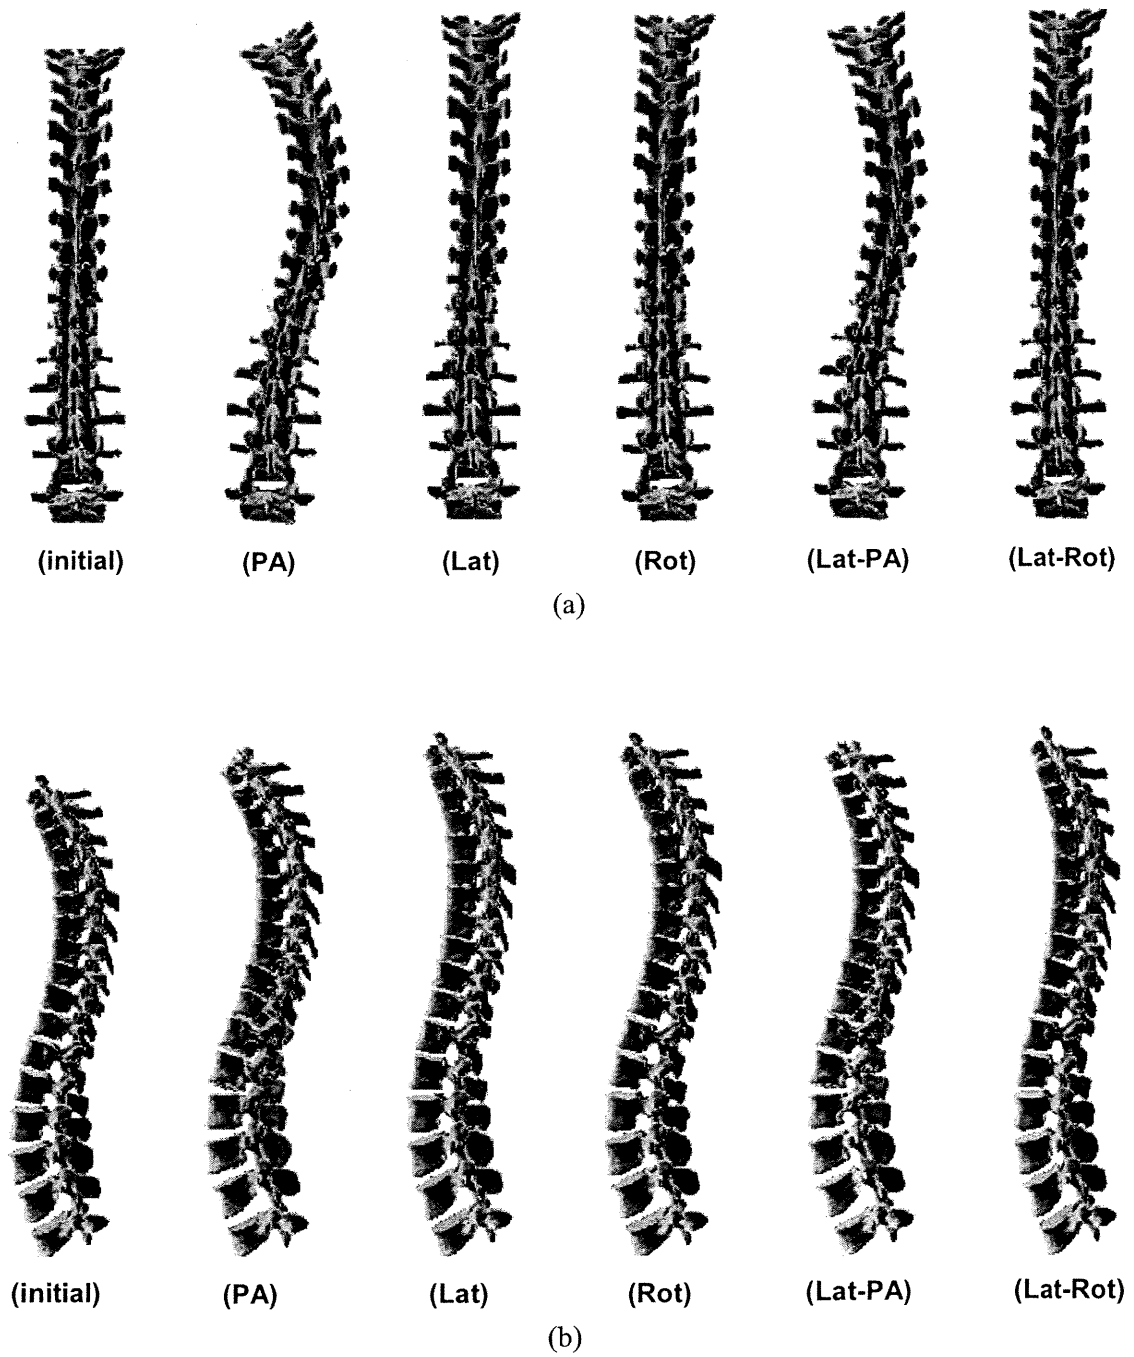 (initial) (PA) (Lat) (Rot) (Lat-PA) (Lat-Rot)
(a)
(initial) (PA) (Lat) (Rot) (Lat-PA) (Lat-Rot)
(b)